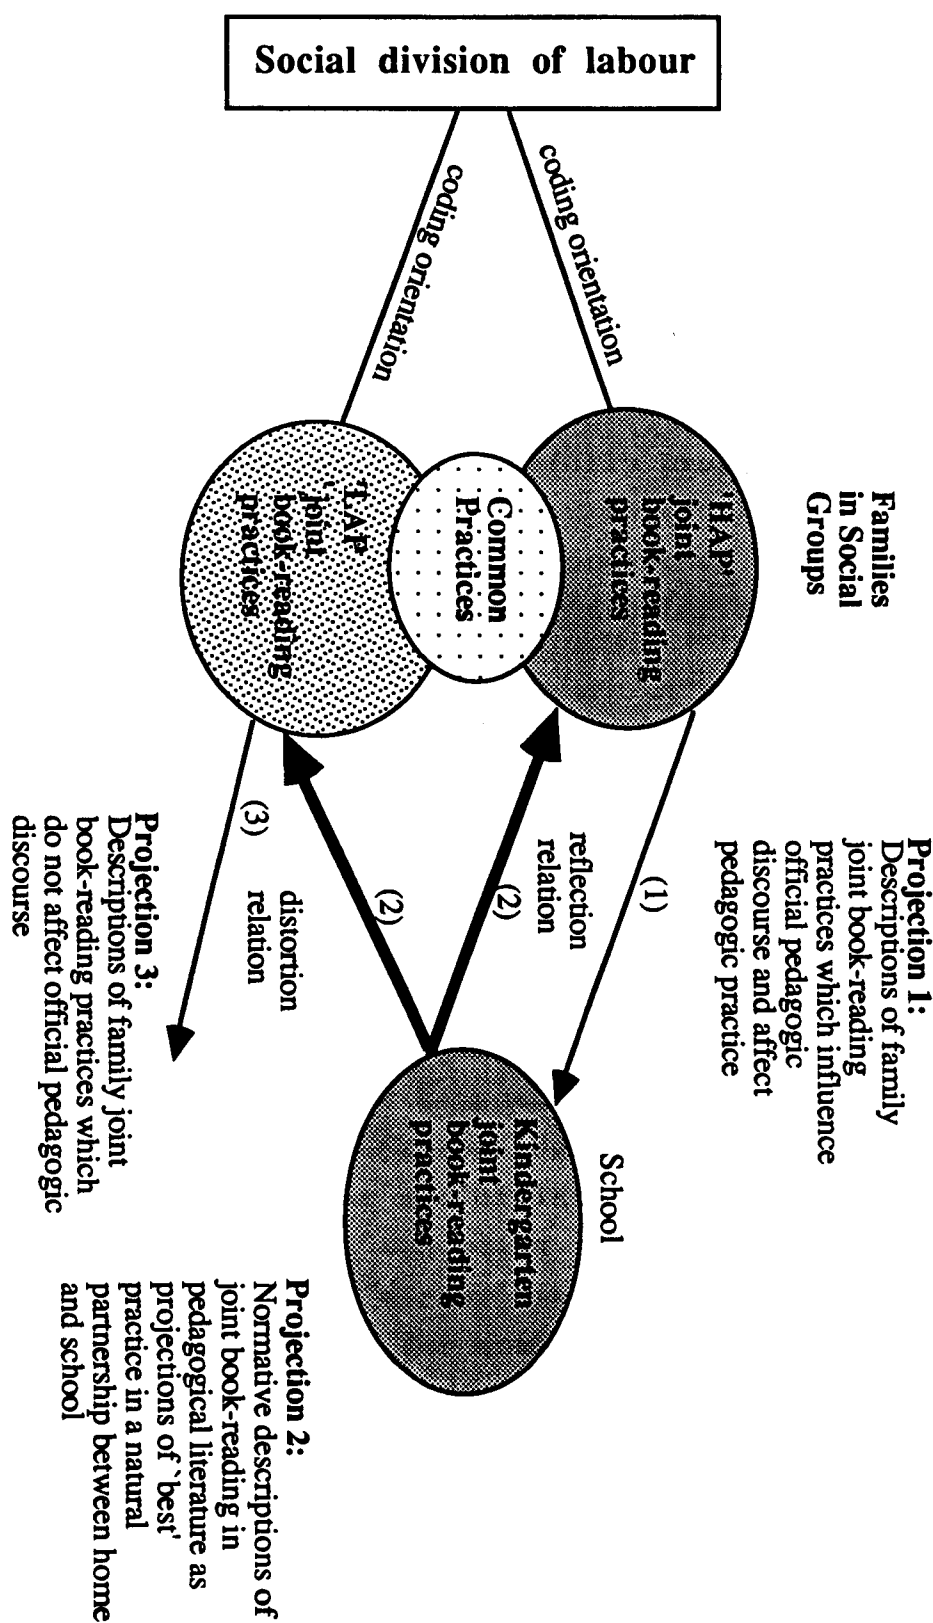 Social division of labour
coding orientation
coding orientation
Families
in Social
Groups
'HAP'
joint
book-reading
practices
Common
Practices
'LAP'
joint
book-reading
practices
Projection 1:
Descriptions of family
joint book-reading
practices which influence
official pedagogic
discourse and affect
pedagogic practice
(1)
reflection
relation
(2)
(2)
distortion
relation
(3)
Projection 3:
Descriptions of family joint
book-reading practices which
do not affect official pedagogic
discourse
School
Kindergarten
joint
book-reading
practices
Projection 2:
Normative descriptions of
joint book-reading in
pedagogical literature as
projections of `best'
practice in a natural
partnership between home
and school